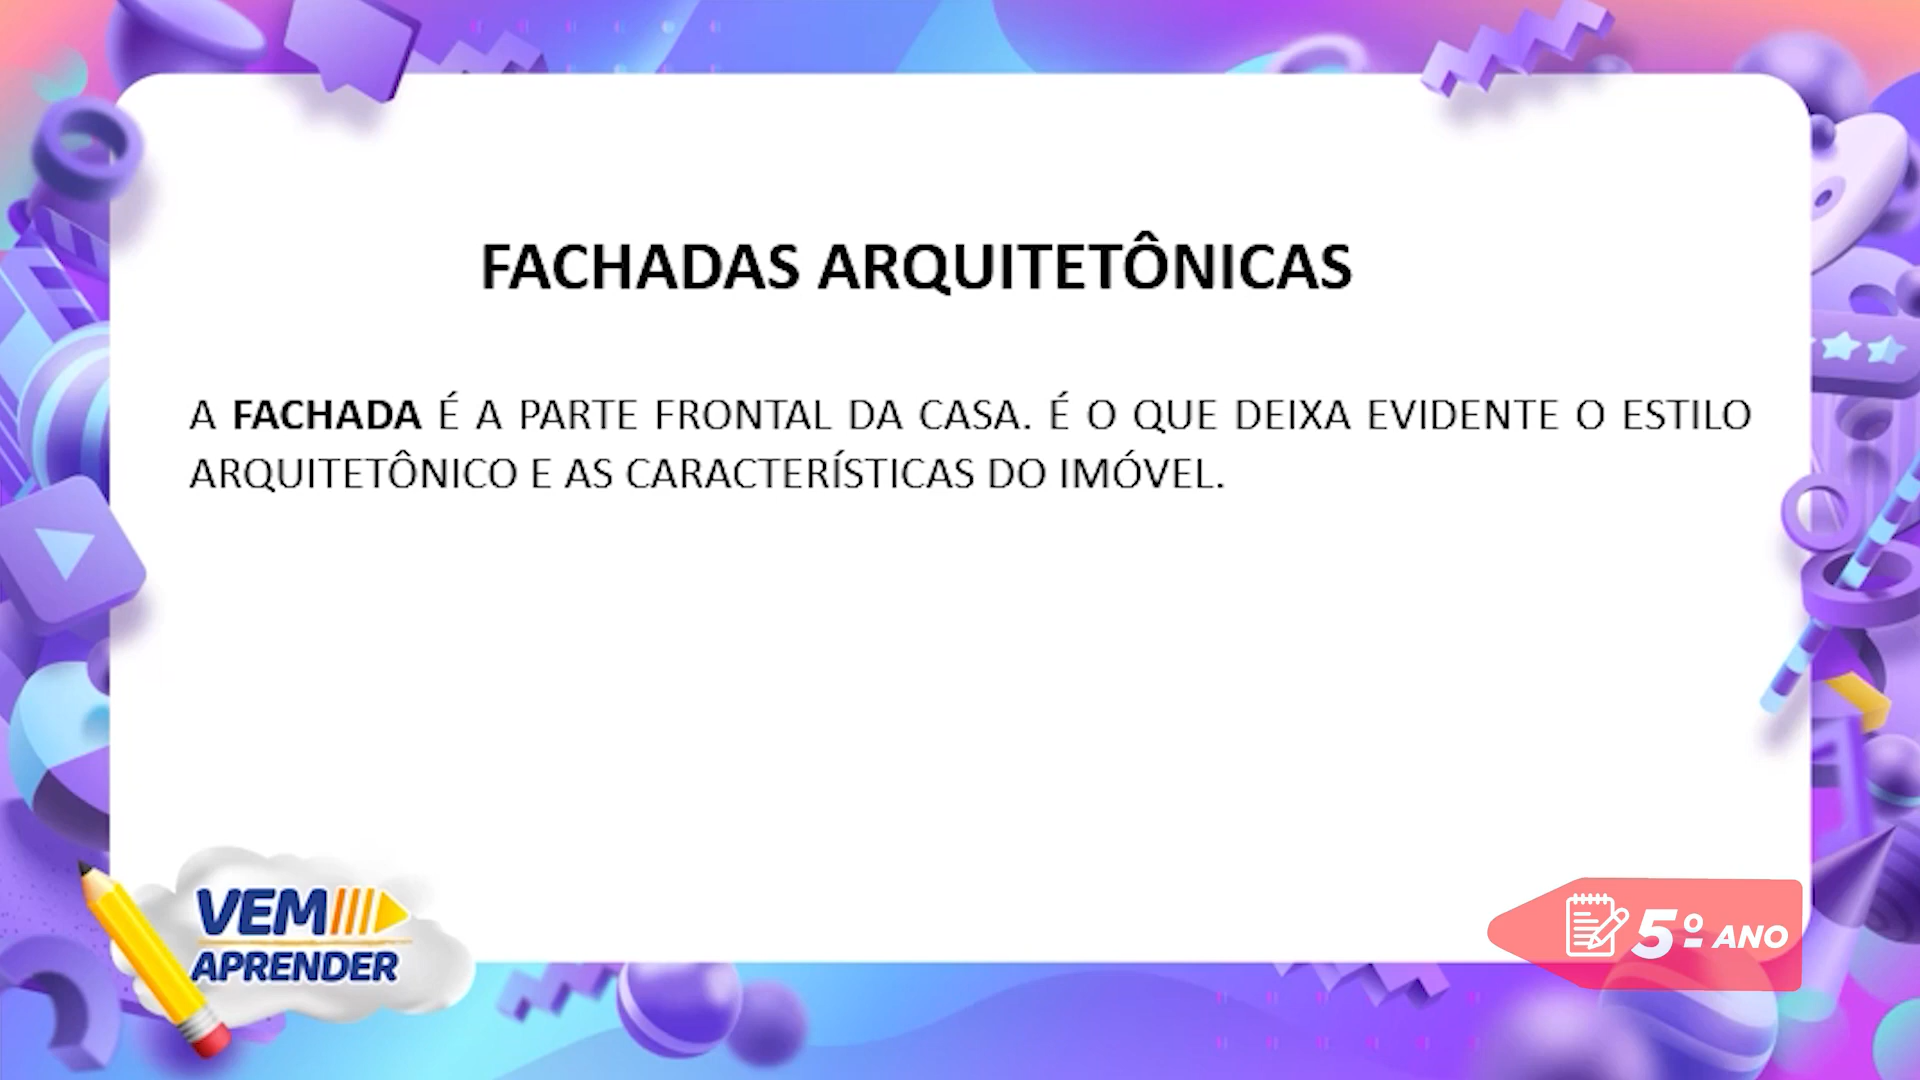 FACHADAS ARQUITETÔNICAS
A FACHADA É A PARTE FRONTAL DA CASA. É O QUE DEIXA EVIDENTE O ESTILO
ARQUITETÔNICO E AS CARACTERÍSTICAS DO IMÓVEL.
VEM
APRENDER
5º ANO